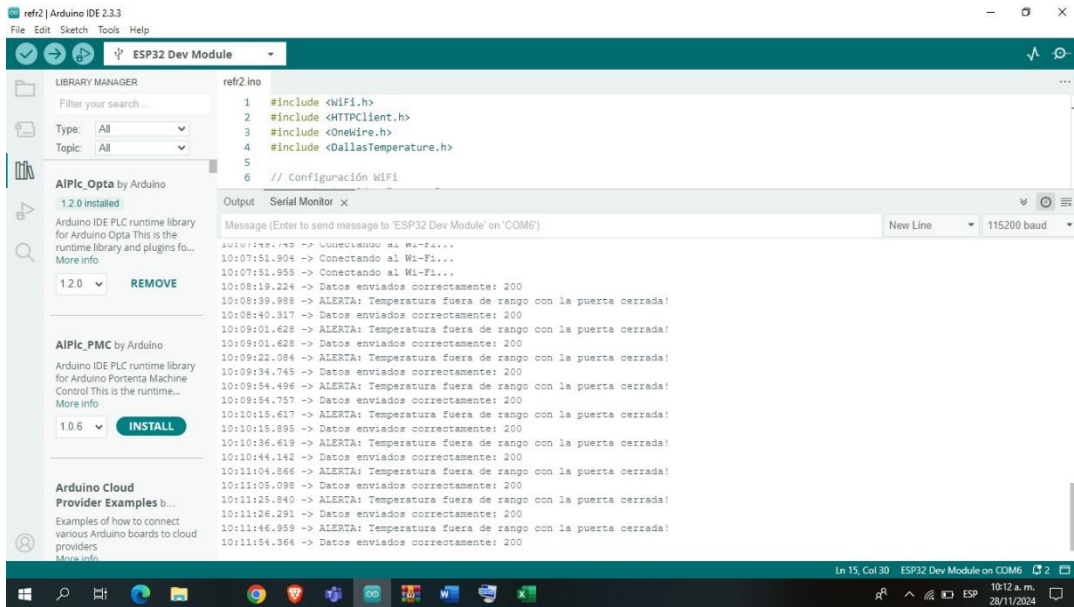 refr2 | Arduino IDE 2.3.3
File Edit Sketch Tools Help
ESP32 Dev Module
LIBRARY MANAGER
Filter your search...
Type: All
Topic: All
AlPlc_Opta by Arduino
1.2.0 installed
Arduino IDE PLC runtime library
for Arduino Opta This is the
runtime library and plugins fo...
More info
1.2.0 REMOVE
AlPlc_PMC by Arduino
Arduino IDE PLC runtime library
for Arduino Portenta Machine
Control This is the runtime...
More info
1.0.6 INSTALL
Arduino Cloud
Provider Examples b...
Examples of how to connect
various Arduino boards to cloud
providers
More info
refr2.ino
1 #include <WiFi.h>
2 #include <HTTPClient.h>
3 #include <OneWire.h>
4 #include <DallasTemperature.h>
5
6 // Configuración WiFi
Output Serial Monitor
Message (Enter to send message to 'ESP32 Dev Module' on 'COM6')
New Line 115200 baud
10:07:49.745 -> Conectando al Wi-Fi...
10:07:51.904 -> Conectando al Wi-Fi...
10:07:51.955 -> Conectando al Wi-Fi...
10:08:19.224 -> Datos enviados correctamente: 200
10:08:39.988 -> ALERTA: Temperatura fuera de rango con la puerta cerrada!
10:08:40.317 -> Datos enviados correctamente: 200
10:09:01.628 -> ALERTA: Temperatura fuera de rango con la puerta cerrada!
10:09:01.628 -> Datos enviados correctamente: 200
10:09:22.084 -> ALERTA: Temperatura fuera de rango con la puerta cerrada!
10:09:34.745 -> Datos enviados correctamente: 200
10:09:54.496 -> ALERTA: Temperatura fuera de rango con la puerta cerrada!
10:09:54.757 -> Datos enviados correctamente: 200
10:10:15.617 -> ALERTA: Temperatura fuera de rango con la puerta cerrada!
10:10:15.895 -> Datos enviados correctamente: 200
10:10:36.619 -> ALERTA: Temperatura fuera de rango con la puerta cerrada!
10:10:44.142 -> Datos enviados correctamente: 200
10:11:04.866 -> ALERTA: Temperatura fuera de rango con la puerta cerrada!
10:11:05.098 -> Datos enviados correctamente: 200
10:11:25.840 -> ALERTA: Temperatura fuera de rango con la puerta cerrada!
10:11:26.291 -> Datos enviados correctamente: 200
10:11:46.959 -> ALERTA: Temperatura fuera de rango con la puerta cerrada!
10:11:54.364 -> Datos enviados correctamente: 200
Ln 15, Col 30 ESP32 Dev Module on COM6 2
ESP
10:12 a. m.
28/11/2024